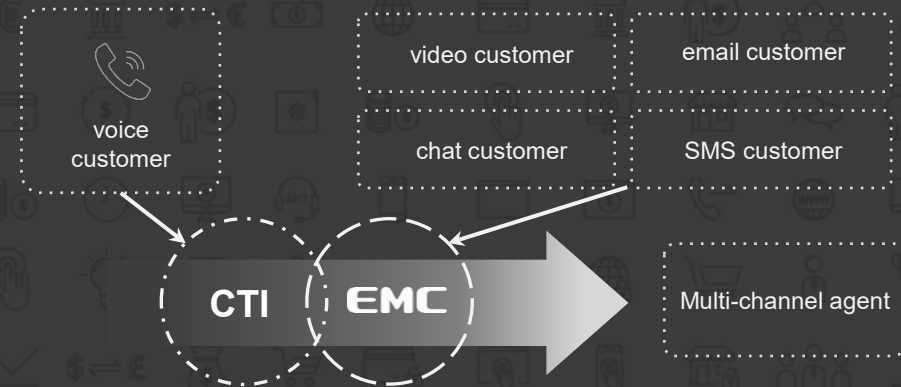 voice
customer
video customer
email customer
chat customer
SMS customer
CTI
EMC
Multi-channel agent